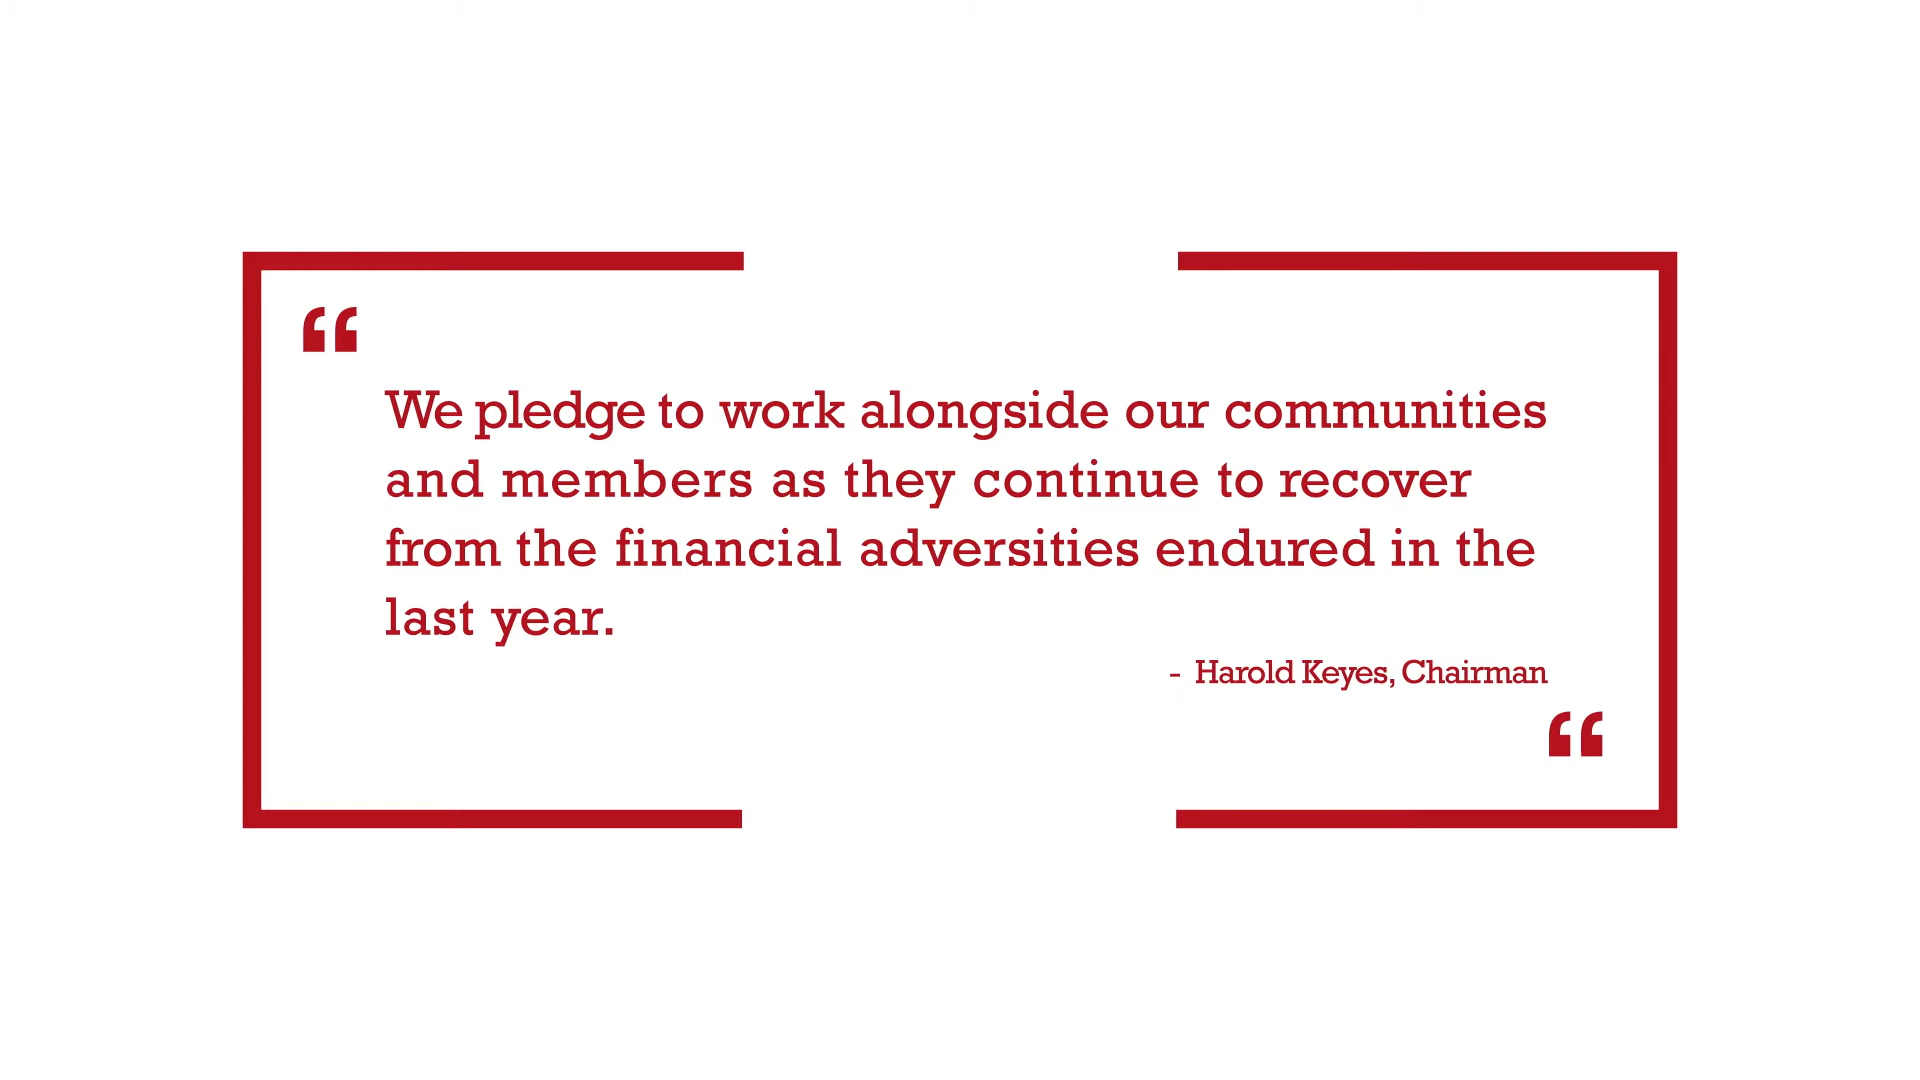 “
We pledge to work alongside our communities
and members as they continue to recover
from the financial adversities endured in the
last year.
- Harold Keyes, Chairman
“